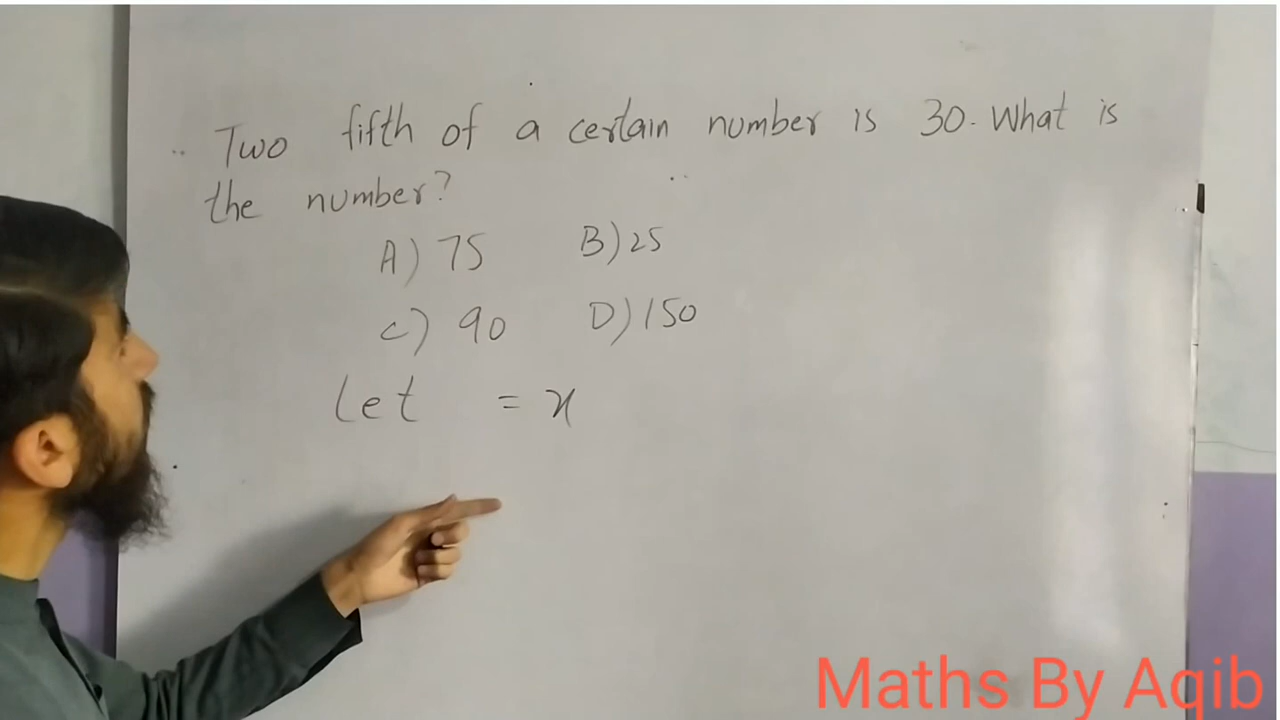 Two fifth of a certain number is 30. What is
the number?
A) 75 B) 25
C) 90 D) 150
let = x
Maths By Aqib